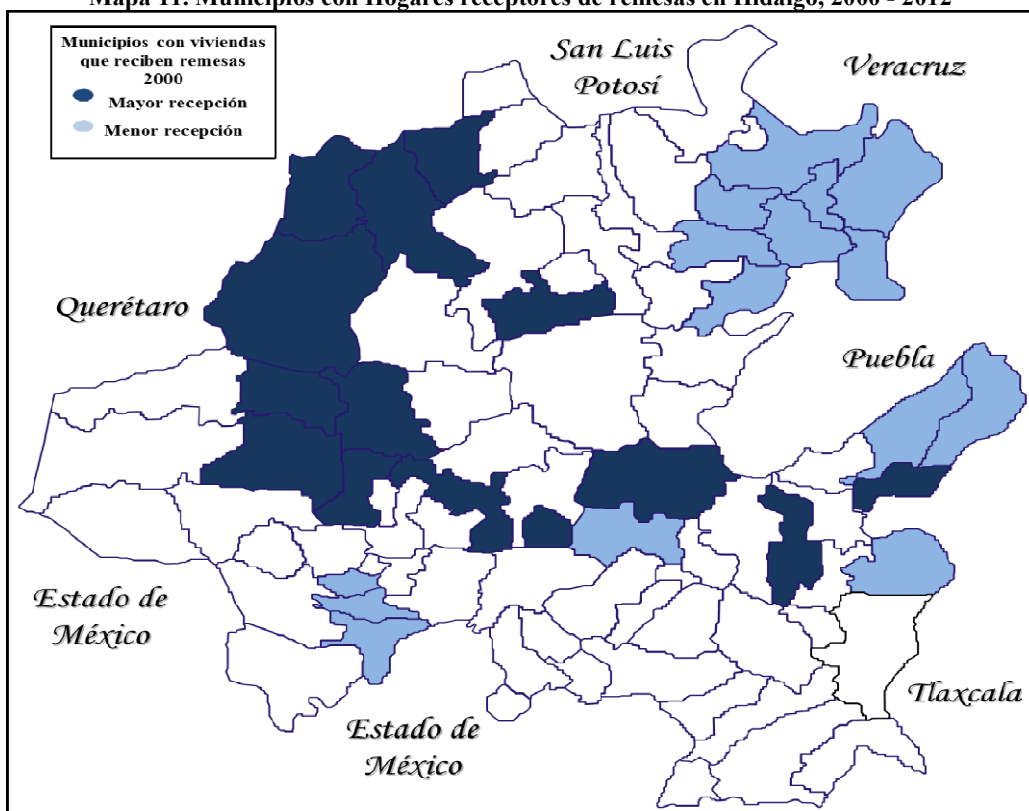 Mapa 11. Municipios con Hogares receptores de remesas en Hidalgo, 2000 - 2012
Municipios con viviendas
que reciben remesas
2000
Mayor recepción
Menor recepción
San Luis
Potosí
Veracruz
Querétaro
Puebla
Estado de
México
Tlaxcala
Estado de
México